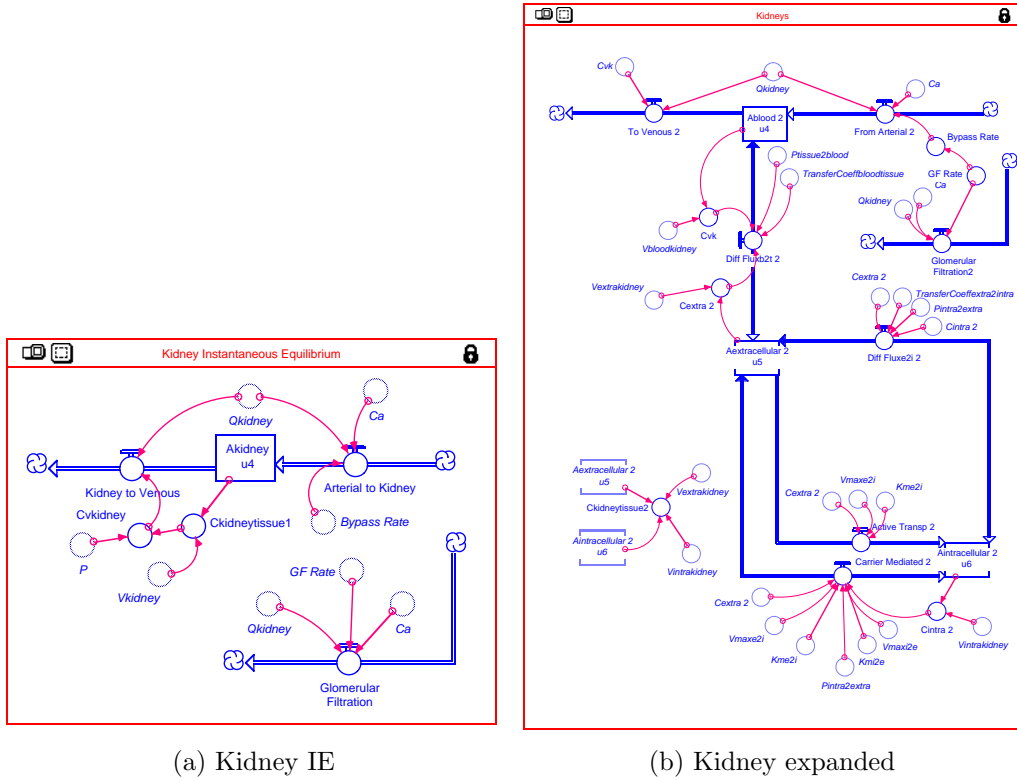 Kidney Instantaneous Equilibrium
Qkidney
Ca
Akidney
u4
Kidney to Venous
Arterial to Kidney
Cvkidney
Ckidneytissue1
Bypass Rate
P
Vkidney
GF Rate
Qkidney
Ca
Glomerular
Filtration
(a) Kidney IE
Kidneys
Cvk
Qkidney
Ca
Ablood 2
u4
To Venous 2
From Arterial 2
Bypass Rate
Ptissue2blood
TransferCoeffbloodtissue
GF Rate
Ca
Qkidney
Cvk
Vbloodkidney
Diff Fluxb2t 2
Glomerular
Filtration2
Vextrakidney
Cextra 2
Cextra 2
TransferCoeffextra2intra
Pintra2extra
Cintra 2
Aextracellular 2
u5
Diff Fluxe2i 2
Aextracellular 2
u5
Vextrakidney
Ckidneytissue2
Aintracellular 2
u6
Vintrakidney
Cextra 2
Vmaxe2i
Kme2i
Active Transp 2
Aintracellular 2
u6
Carrier Mediated 2
Cextra 2
Vmaxe2i
Kme2i
Pintra2extra
Kmi2e
Vmaxi2e
Cintra 2
Vintrakidney
(b) Kidney expanded